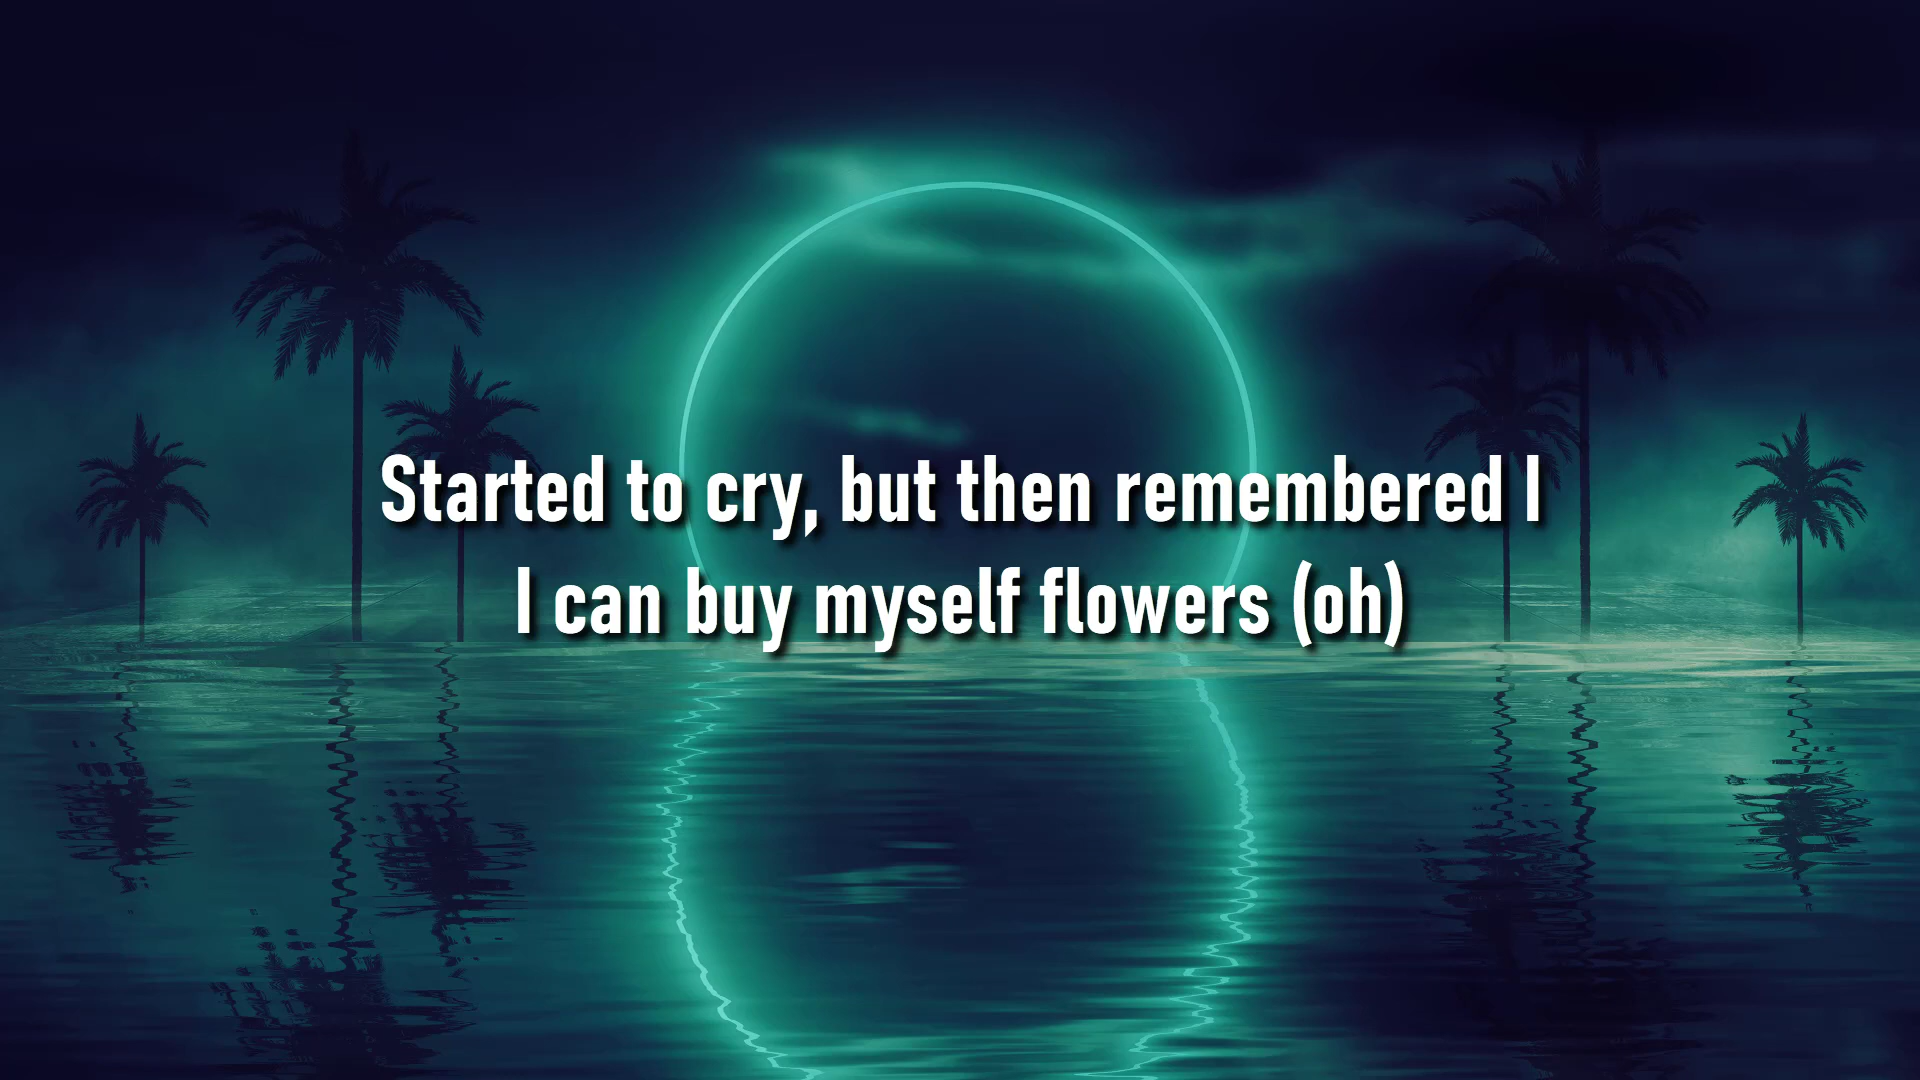 Started to cry, but then remembered I
I can buy myself flowers (oh)